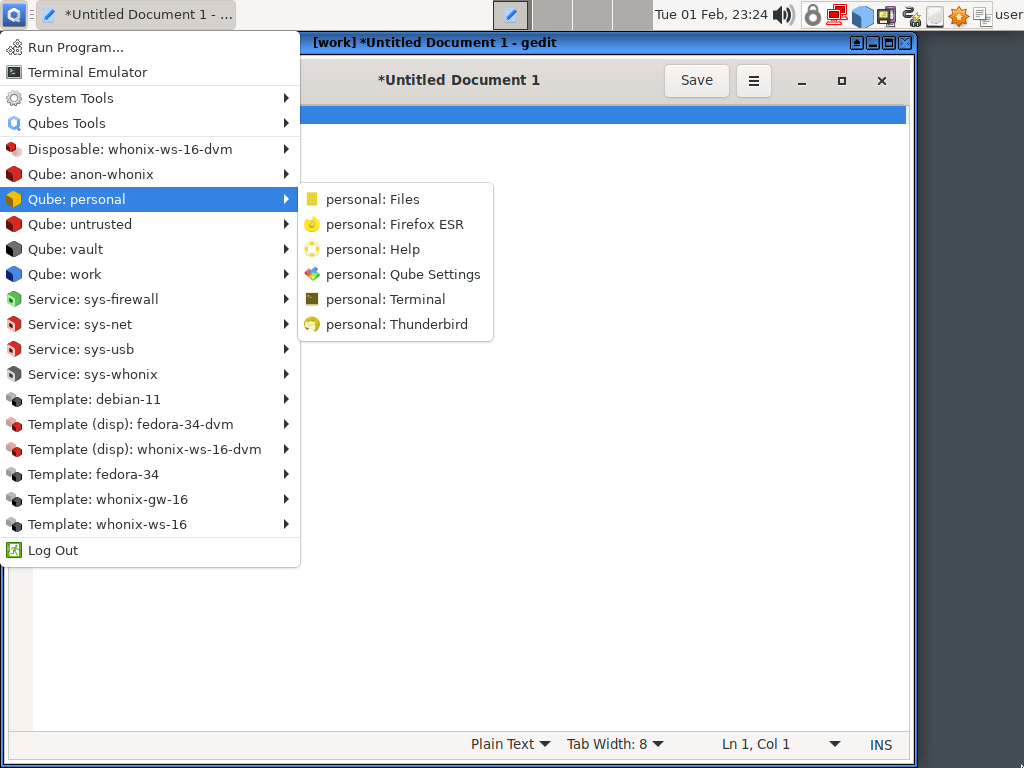 *Untitled Document 1 - ...
Tue 01 Feb, 23:24
user
[work] *Untitled Document 1 - gedit
*Untitled Document 1
Save
Run Program...
Terminal Emulator
System Tools
Qubes Tools
Disposable: whonix-ws-16-dvm
Qube: anon-whonix
Qube: personal
Qube: untrusted
Qube: vault
Qube: work
Service: sys-firewall
Service: sys-net
Service: sys-usb
Service: sys-whonix
Template: debian-11
Template (disp): fedora-34-dvm
Template (disp): whonix-ws-16-dvm
Template: fedora-34
Template: whonix-gw-16
Template: whonix-ws-16
Log Out
personal: Files
personal: Firefox ESR
personal: Help
personal: Qube Settings
personal: Terminal
personal: Thunderbird
Plain Text
Tab Width: 8
Ln 1, Col 1
INS